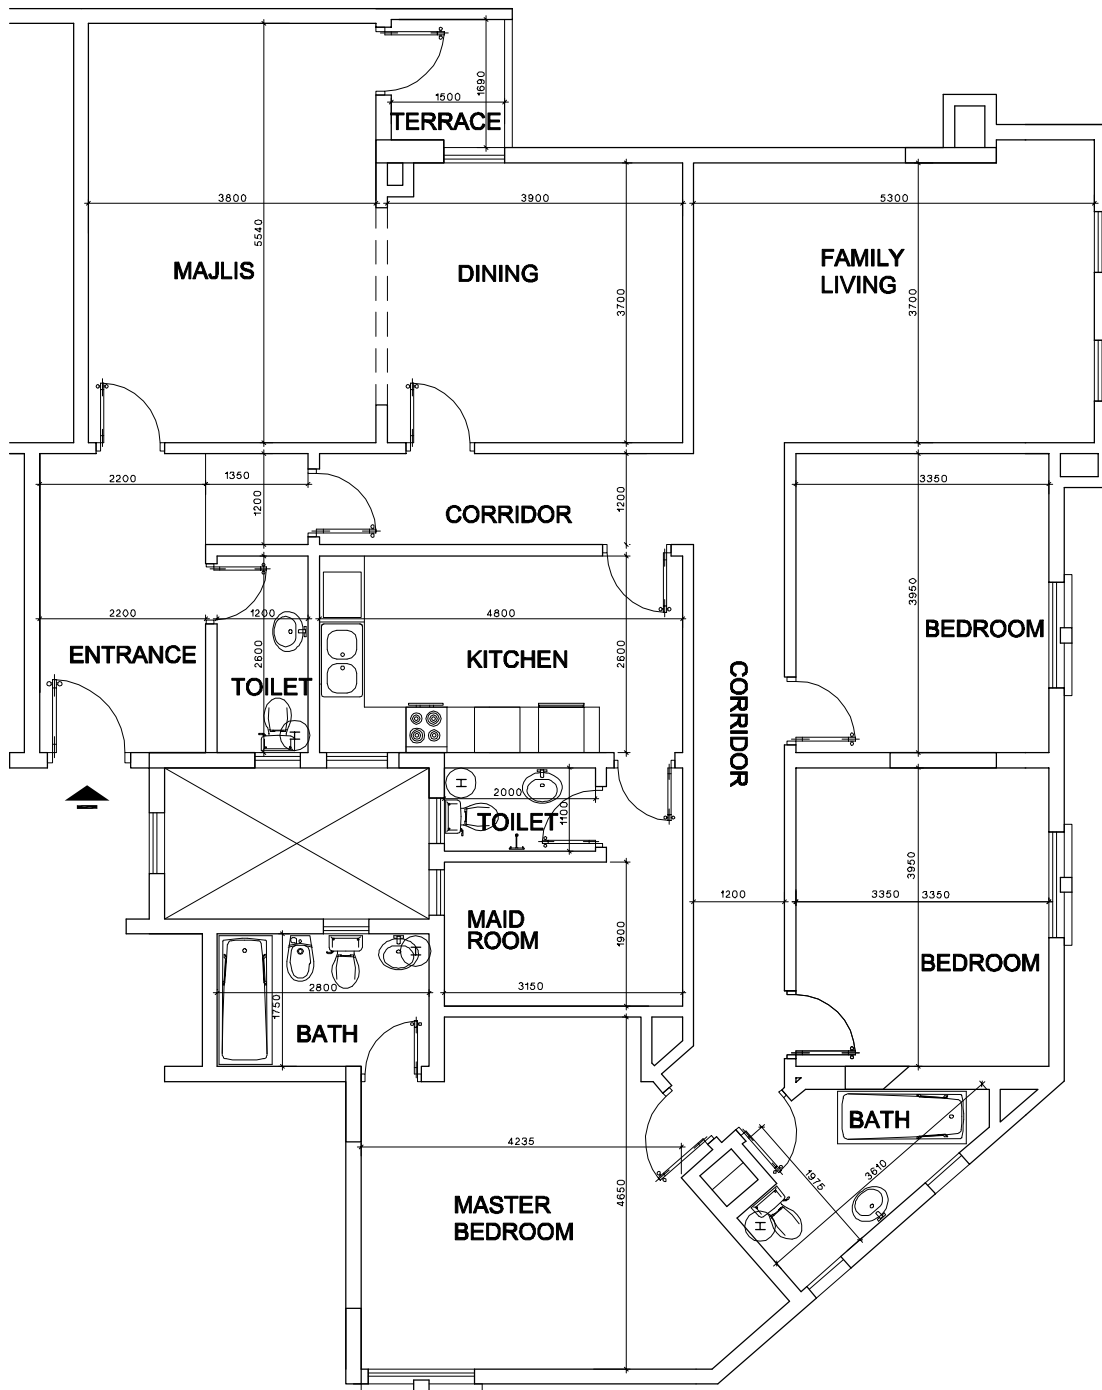 1690
1500
TERRACE
3800
3900
5300
5540
MAJLIS
DINING
FAMILY
LIVING
3700
3700
2200
1350
1200
CORRIDOR
1200
3350
3950
2200
1200
4800
BEDROOM
ENTRANCE
2600
TOILET
KITCHEN
2600
CORRIDOR
H
H
2000
1100
TOILET
3950
1200
3350
3350
MAID
ROOM
1900
BEDROOM
H
2800
3150
1750
BATH
BATH
4235
4650
3610
1975
MASTER
BEDROOM
H